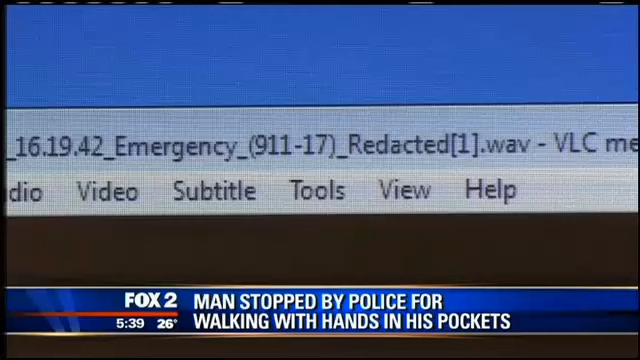 _16.19.42_Emergency_(911-17)_Redacted[1].wav - VLC me
dio Video Subtitle Tools View Help
FOX 2 MAN STOPPED BY POLICE FOR
5:39 26° WALKING WITH HANDS IN HIS POCKETS